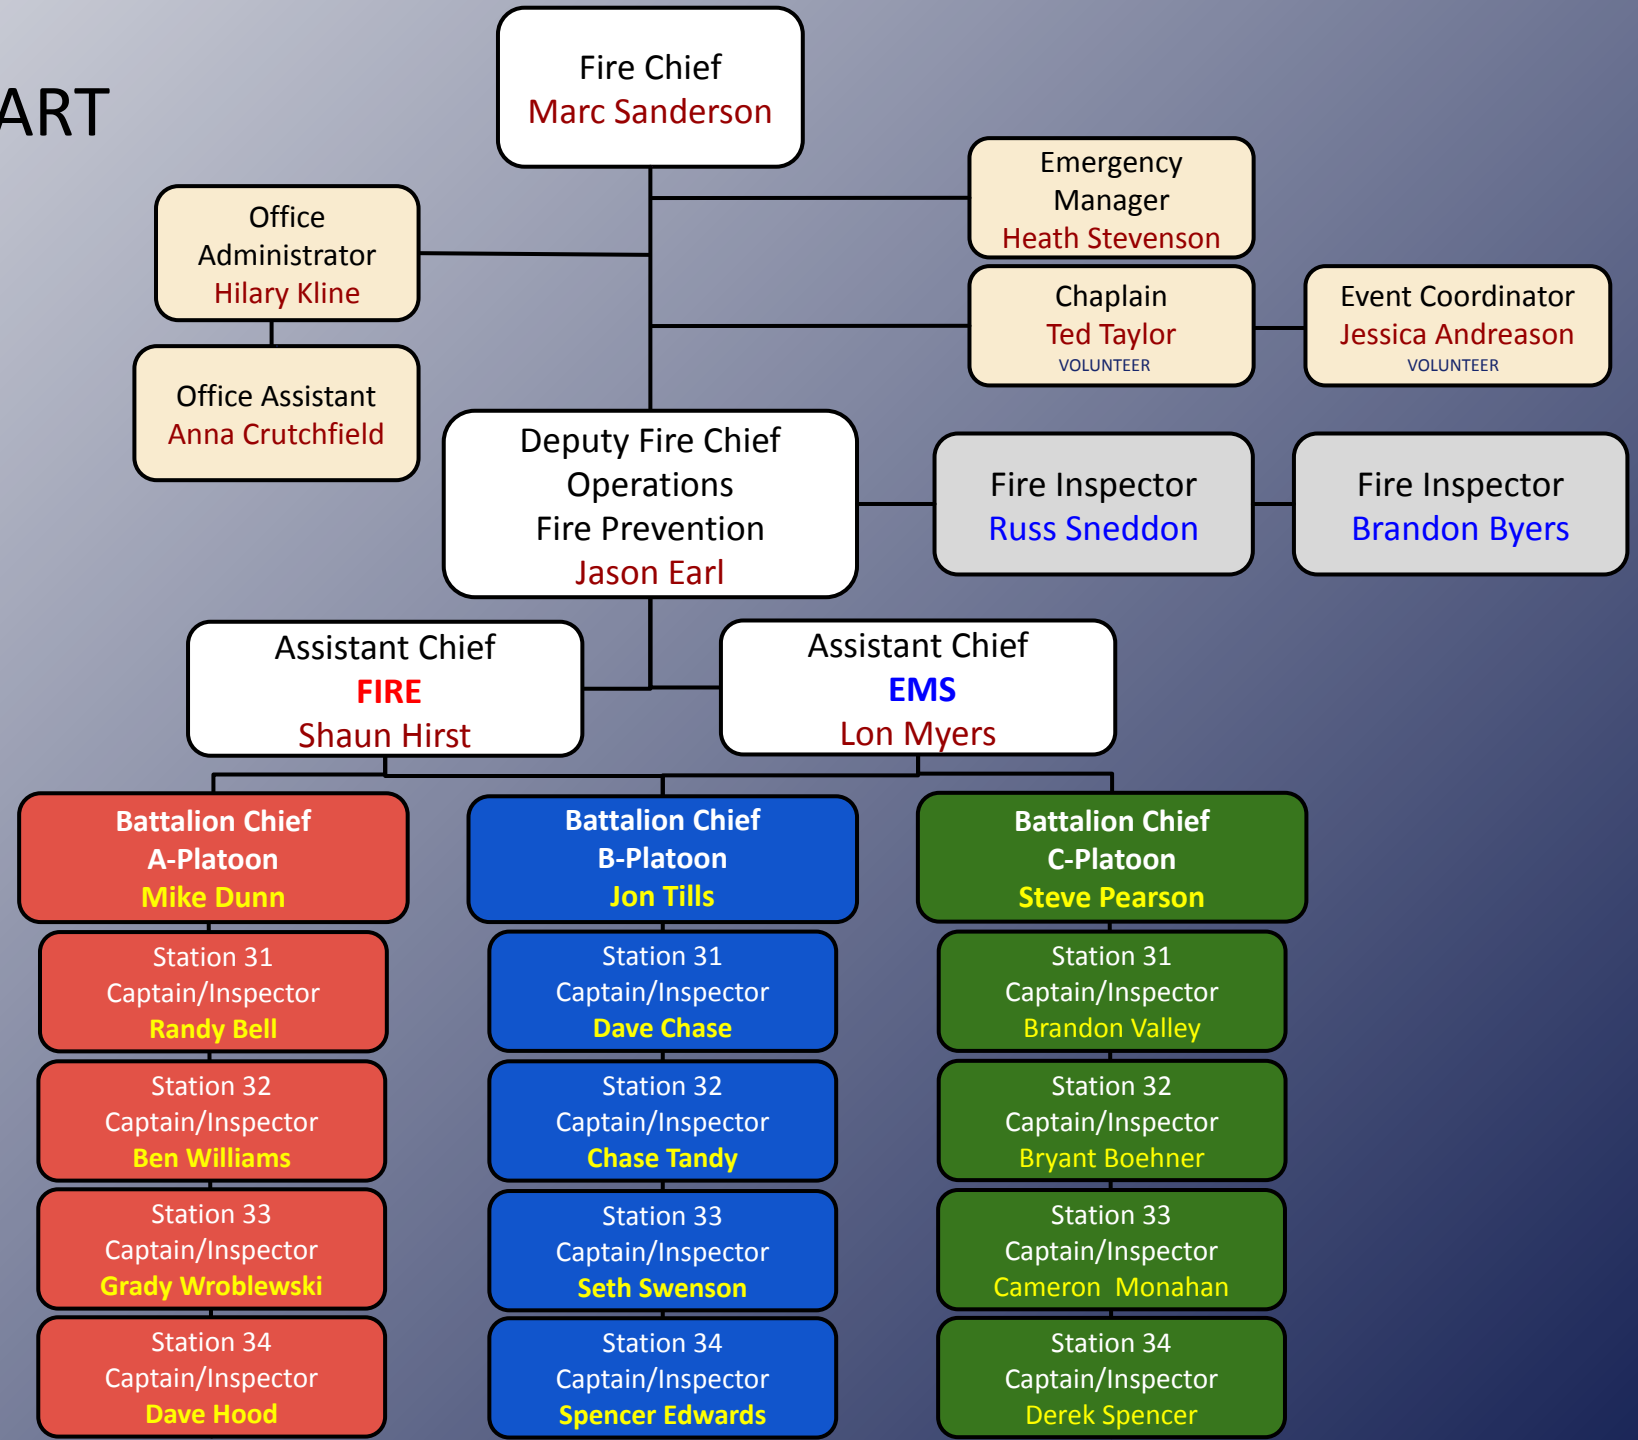 ART
Fire Chief
Marc Sanderson
Emergency
Manager
Heath Stevenson
Office
Administrator
Hilary Kline
Chaplain
Ted Taylor
VOLUNTEER
Event Coordinator
Jessica Andreason
VOLUNTEER
Office Assistant
Anna Crutchfield
Deputy Fire Chief
Operations
Fire Prevention
Jason Earl
Fire Inspector
Russ Sneddon
Fire Inspector
Brandon Byers
Assistant Chief
FIRE
Shaun Hirst
Assistant Chief
EMS
Lon Myers
Battalion Chief
A-Platoon
Mike Dunn
Battalion Chief
B-Platoon
Jon Tills
Battalion Chief
C-Platoon
Steve Pearson
Station 31
Captain/Inspector
Randy Bell
Station 31
Captain/Inspector
Dave Chase
Station 31
Captain/Inspector
Brandon Valley
Station 32
Captain/Inspector
Ben Williams
Station 32
Captain/Inspector
Chase Tandy
Station 32
Captain/Inspector
Bryant Boehner
Station 33
Captain/Inspector
Grady Wroblewski
Station 33
Captain/Inspector
Seth Swenson
Station 33
Captain/Inspector
Cameron  Monahan
Station 34
Captain/Inspector
Dave Hood
Station 34
Captain/Inspector
Spencer Edwards
Station 34
Captain/Inspector
Derek Spencer